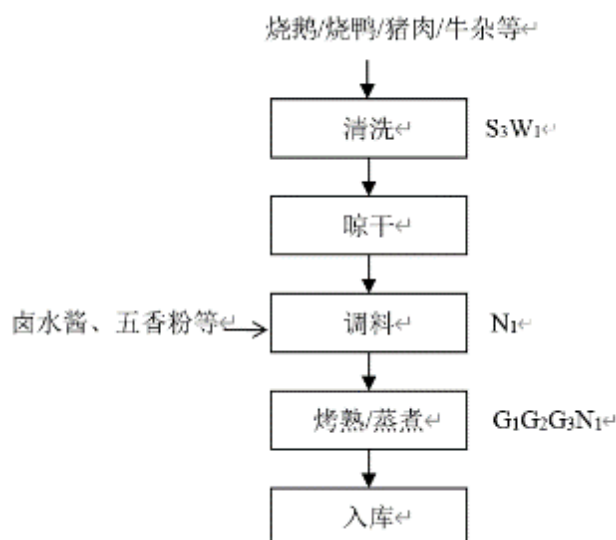 烧鹅/烧鸭/猪肉/牛杂等↵
清洗↵
S₃W₁↵
晾干↵
卤水酱、五香粉等↵
调料↵
N₁↵
烤熟/蒸煮↵
G₁G₂G₃N₁↵
入库↵